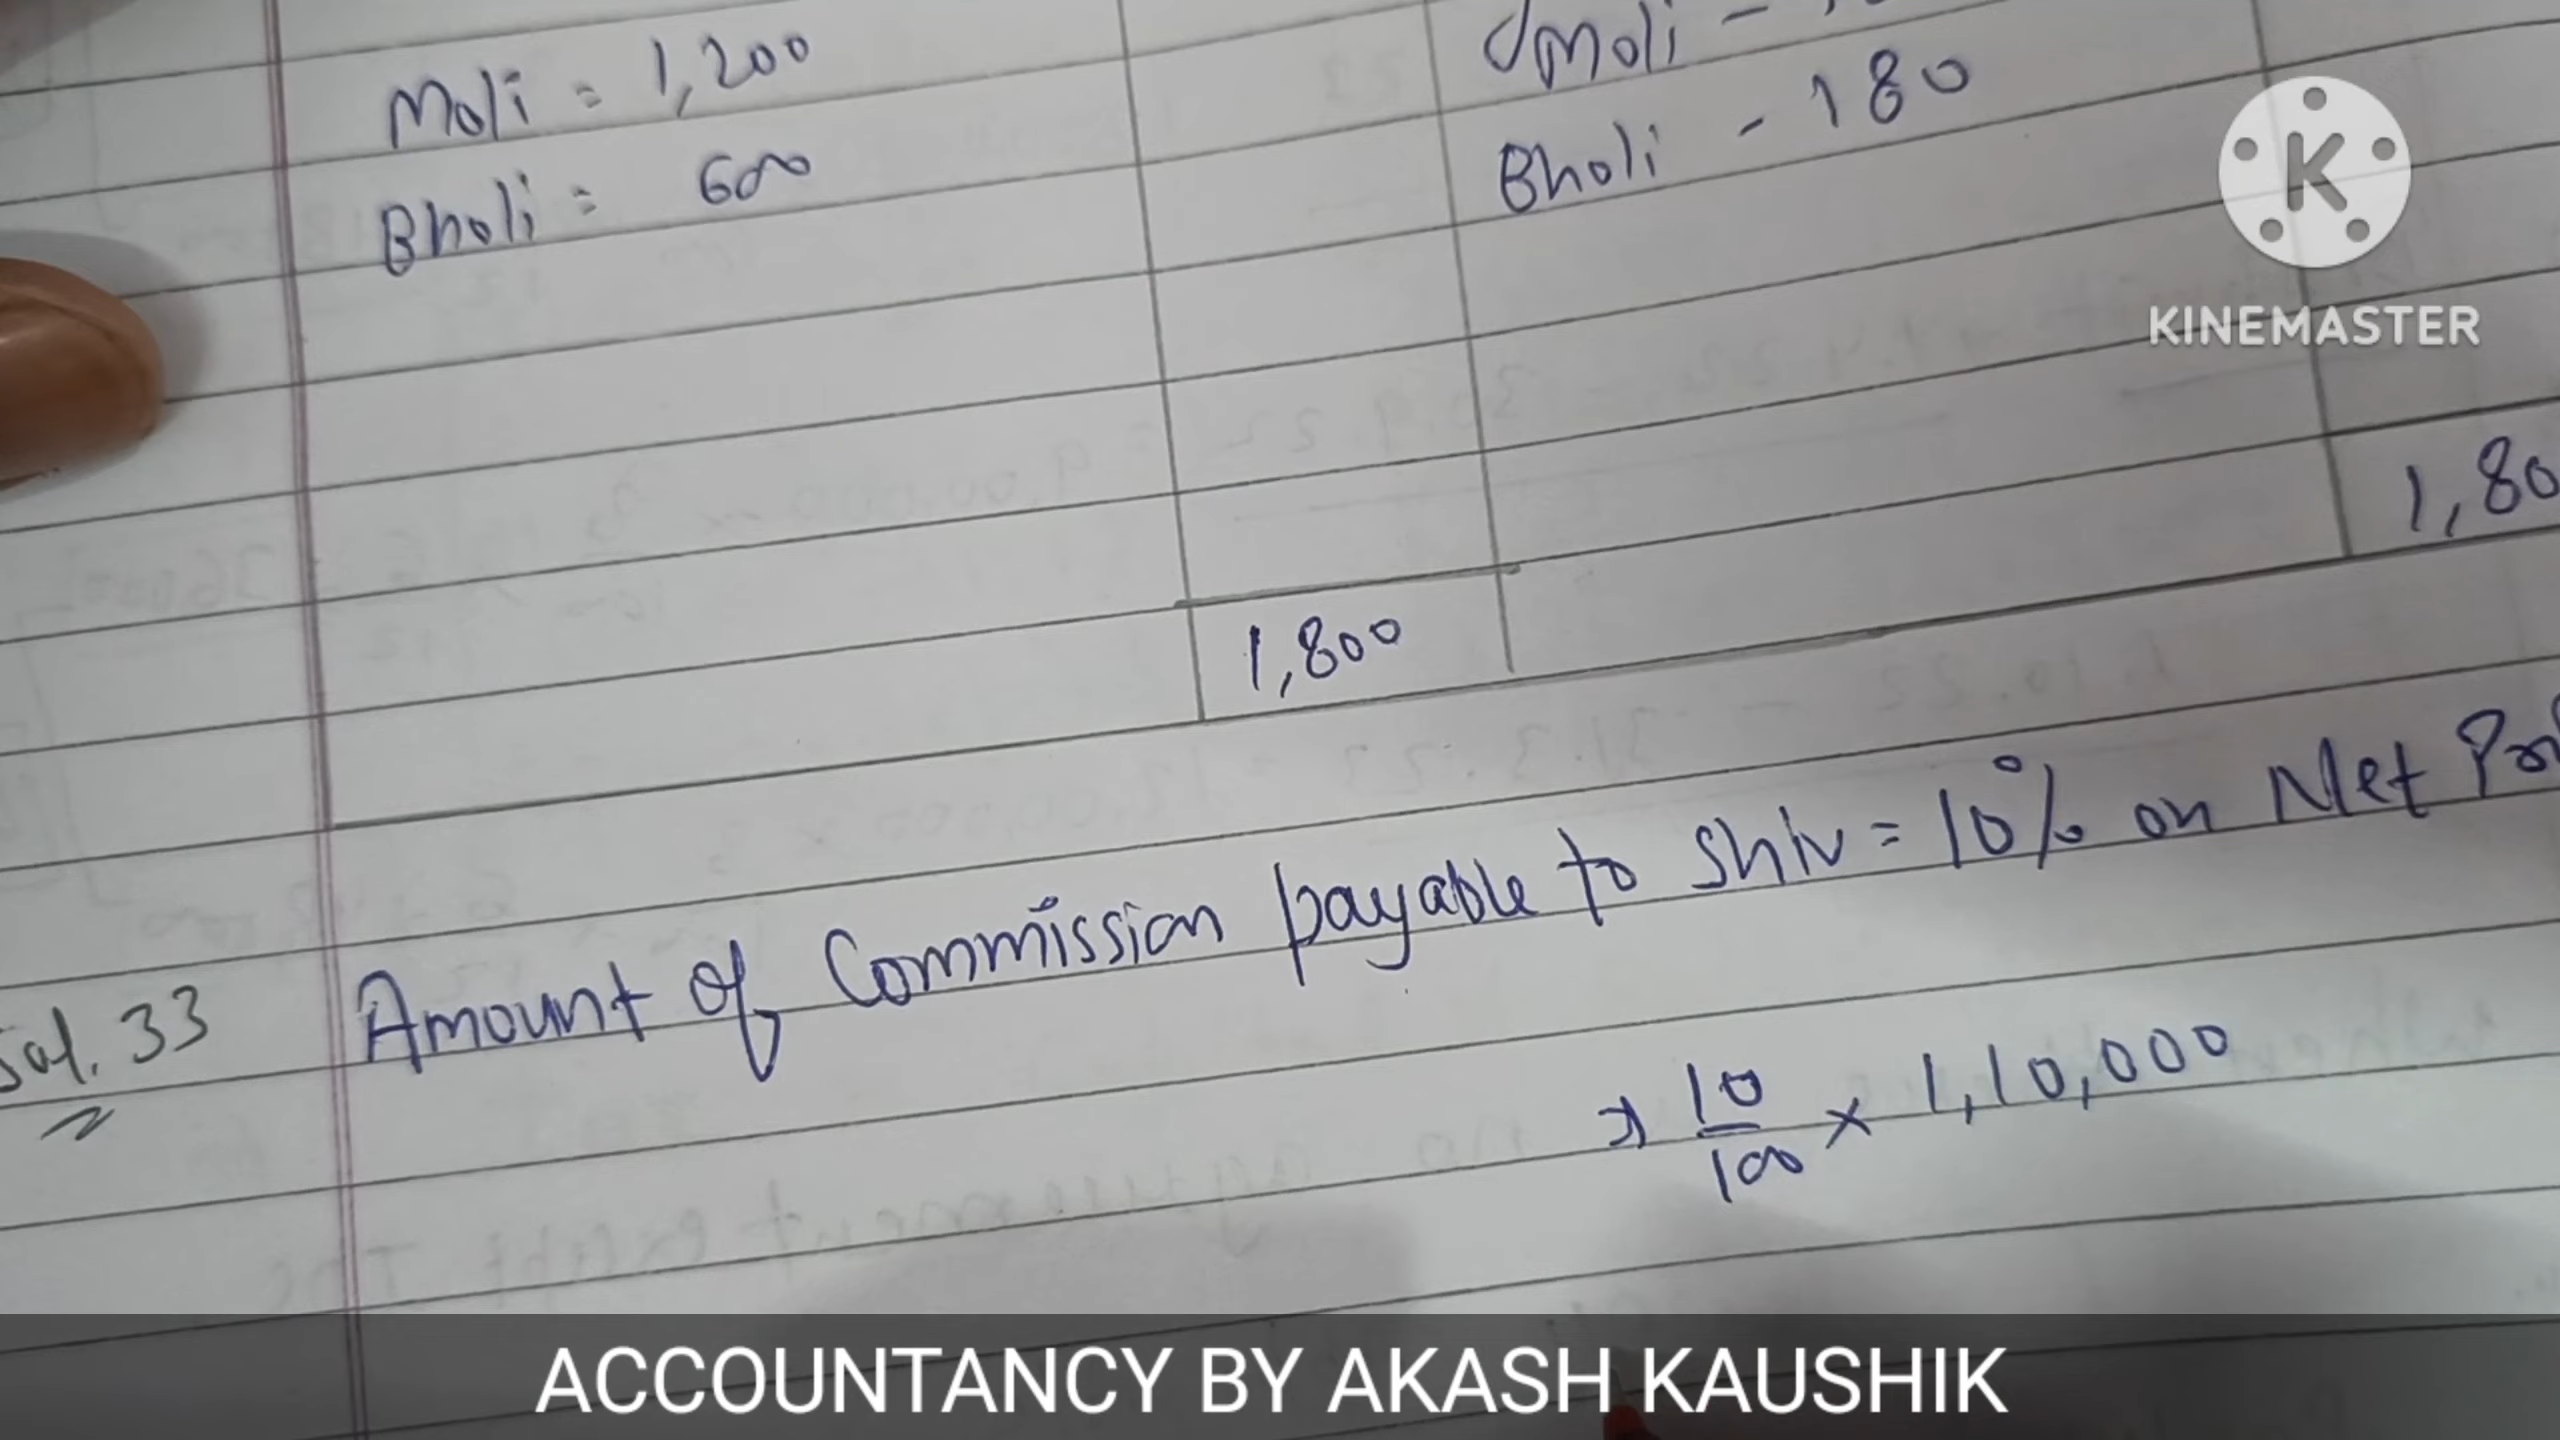 Moli = 1,200
Bholi = 600
Moli -
Bholi - 180
K
KINEMASTER
1,80
1,800
Sol. 33
Amount of Commission payable to Shiv = 10% on Net
10/100 × 1,10,000
ACCOUNTANCY BY AKASH KAUSHIK